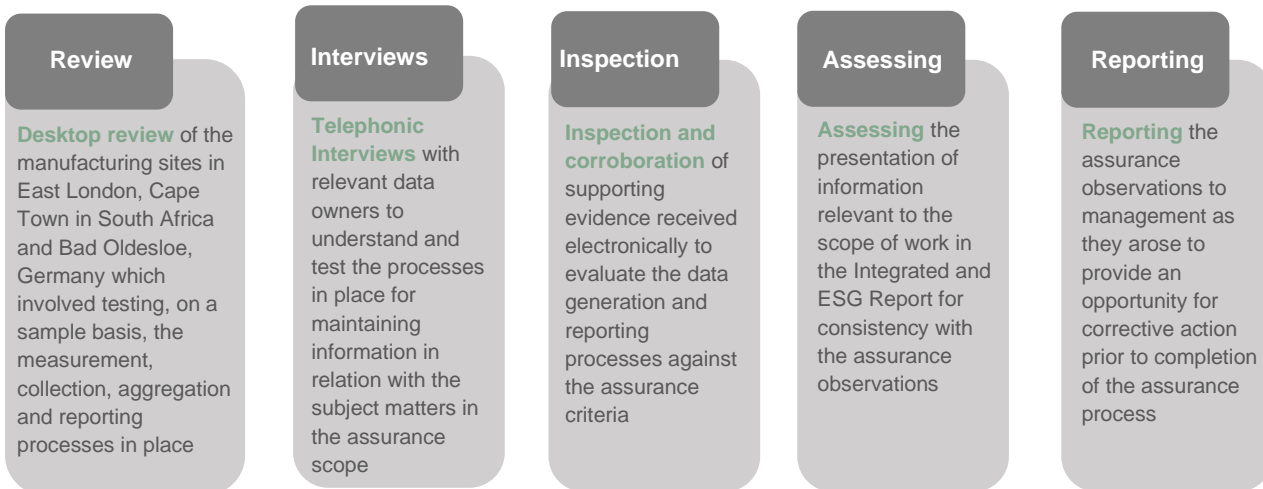 Review
Desktop review of the
manufacturing sites in
East London, Cape
Town in South Africa
and Bad Oldesloe,
Germany which
involved testing, on a
sample basis, the
measurement,
collection, aggregation
and reporting
processes in place
Interviews
Telephonic
Interviews with
relevant data
owners to
understand and
test the processes
in place for
maintaining
information in
relation with the
subject matters in
the assurance
scope
Inspection
Inspection and
corroboration of
supporting
evidence received
electronically to
evaluate the data
generation and
reporting
processes against
the assurance
criteria
Assessing
Assessing the
presentation of
information
relevant to the
scope of work in
the Integrated and
ESG Report for
consistency with
the assurance
observations
Reporting
Reporting the
assurance
observations to
management as
they arose to
provide an
opportunity for
corrective action
prior to completion
of the assurance
process